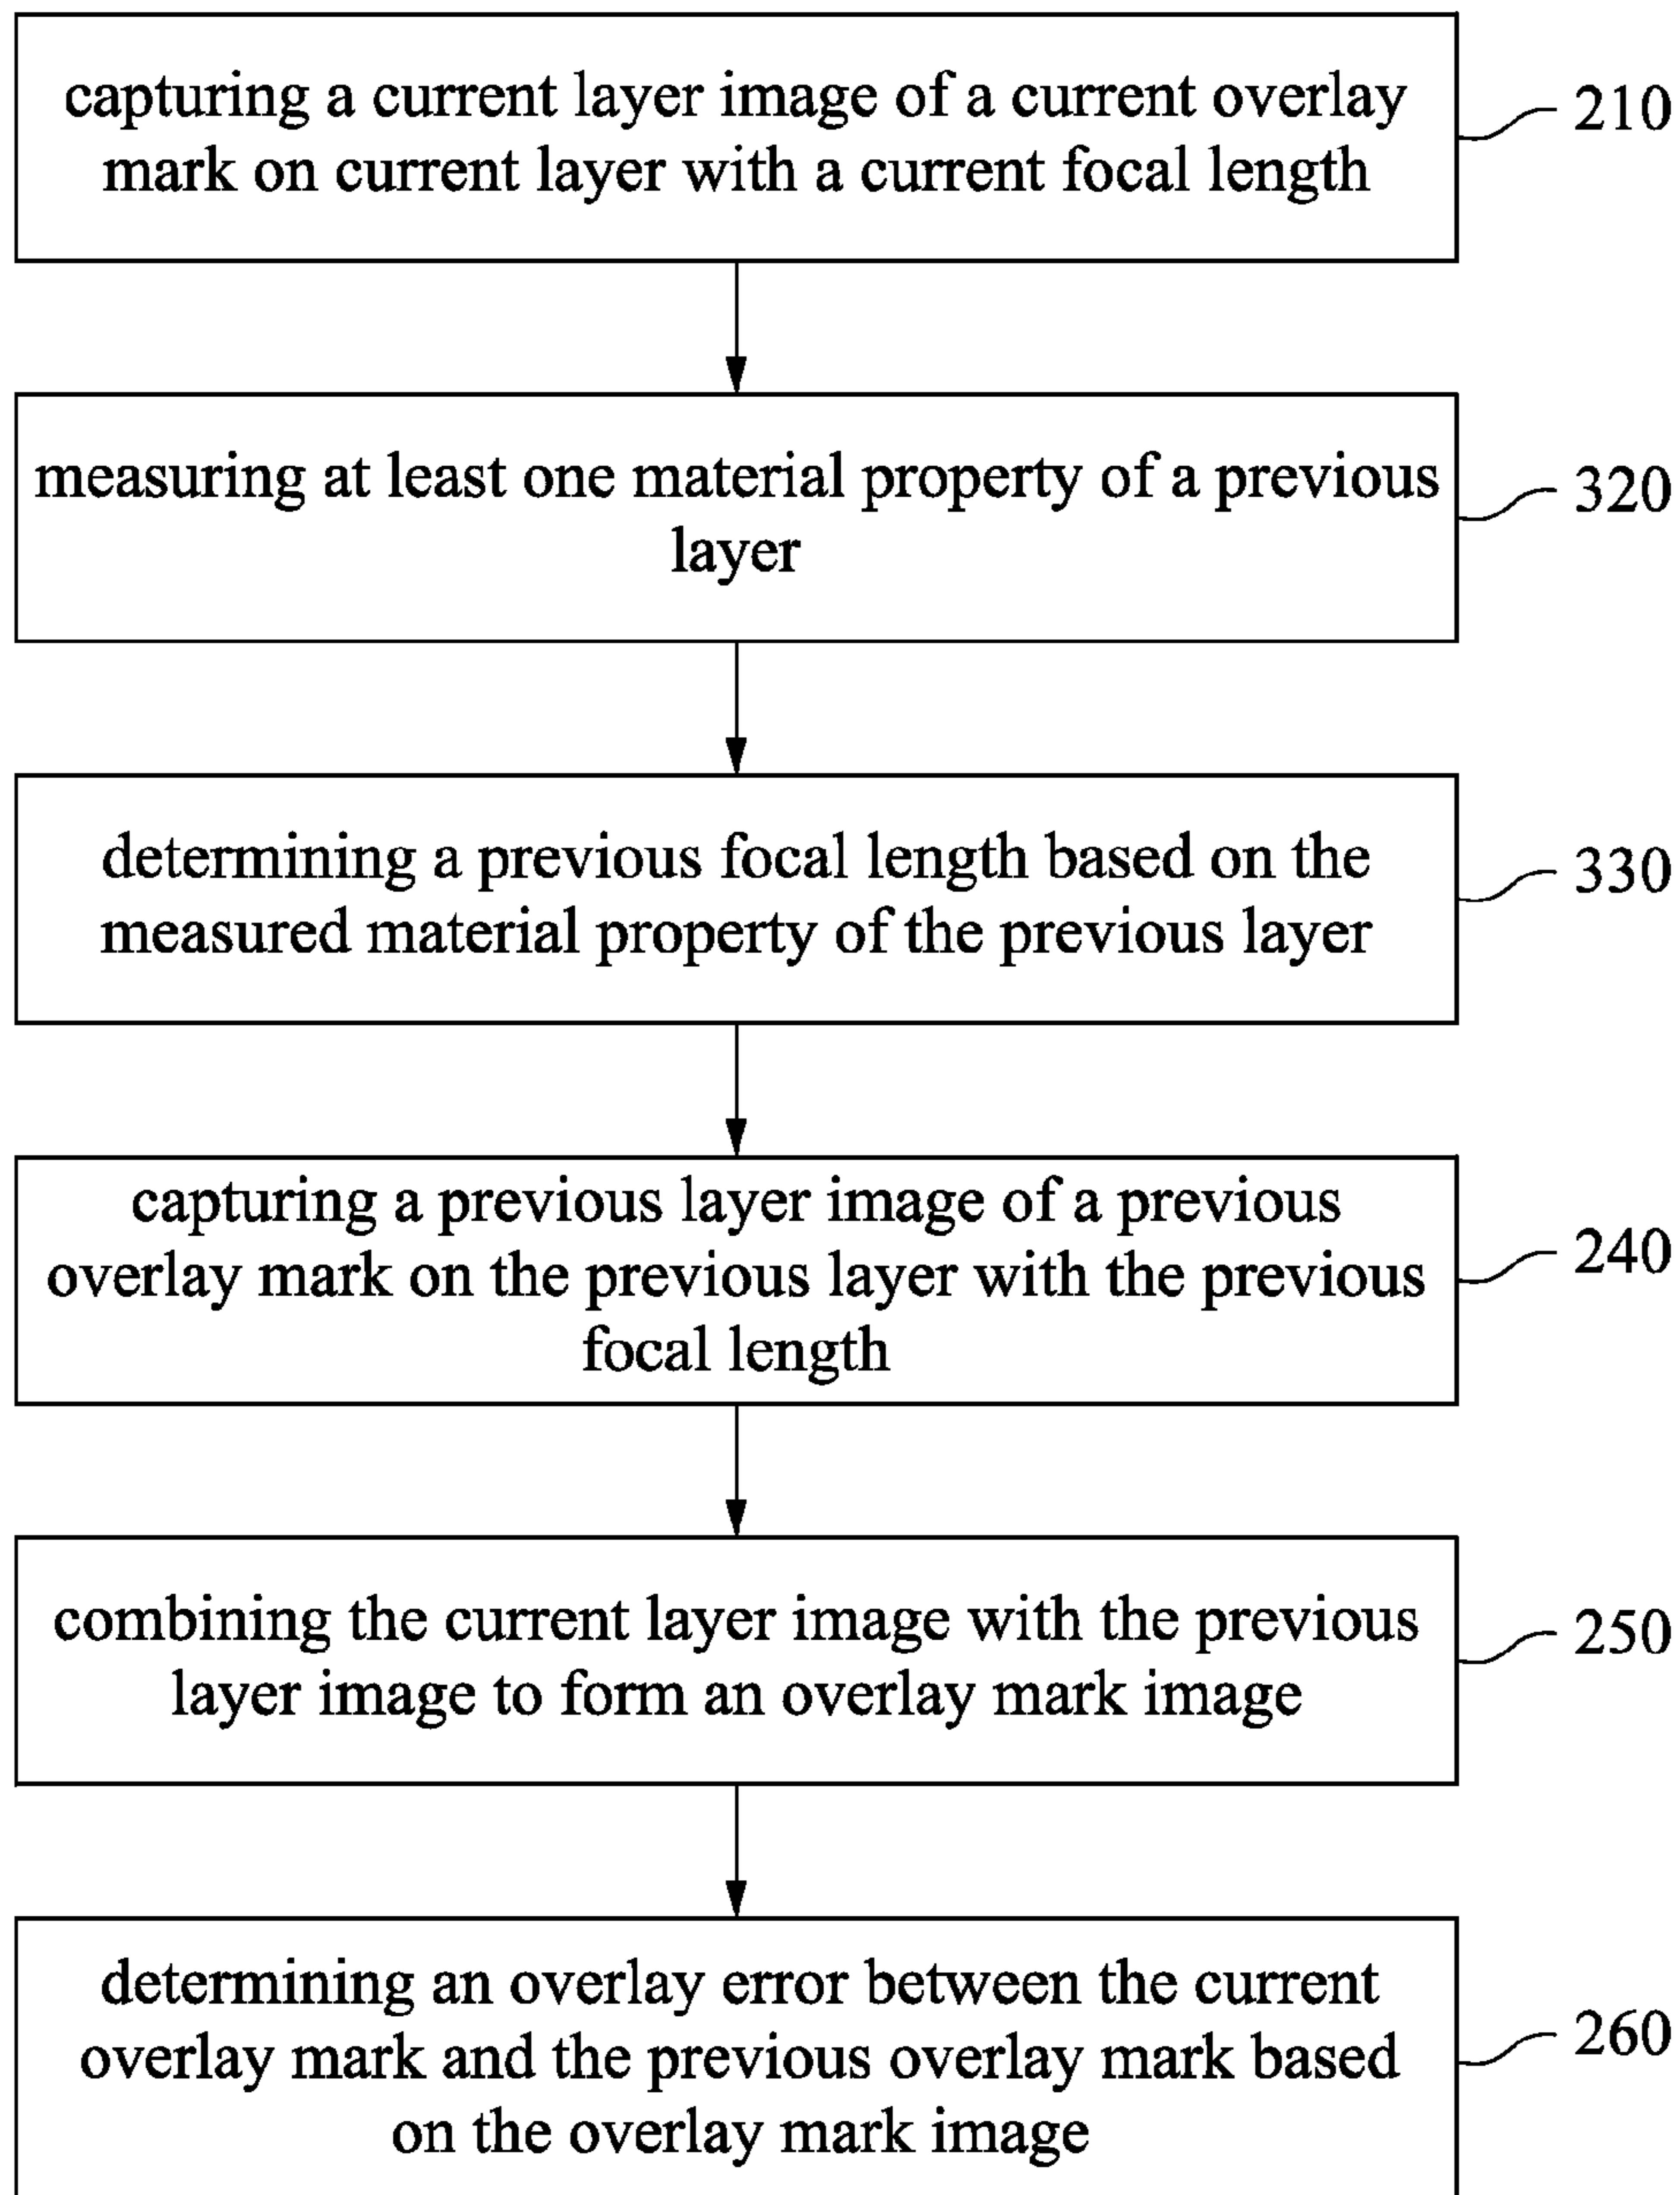 capturing a current layer image of a current overlay
mark on current layer with a current focal length
210
measuring at least one material property of a previous
layer
320
determining a previous focal length based on the
measured material property of the previous layer
330
capturing a previous layer image of a previous
overlay mark on the previous layer with the previous
focal length
240
combining the current layer image with the previous
layer image to form an overlay mark image
250
determining an overlay error between the current
overlay mark and the previous overlay mark based
on the overlay mark image
260